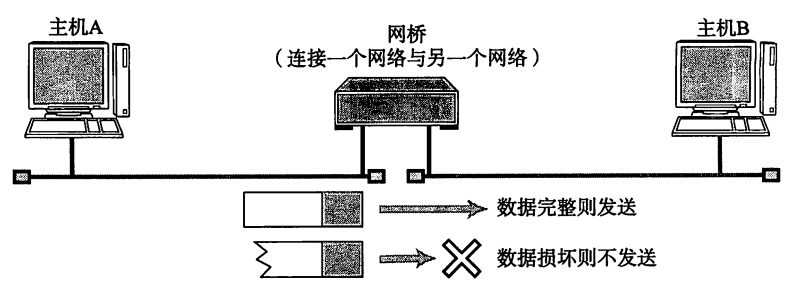 主机A
网桥
（连接一个网络与另一个网络）
主机B
数据完整则发送
数据损坏则不发送